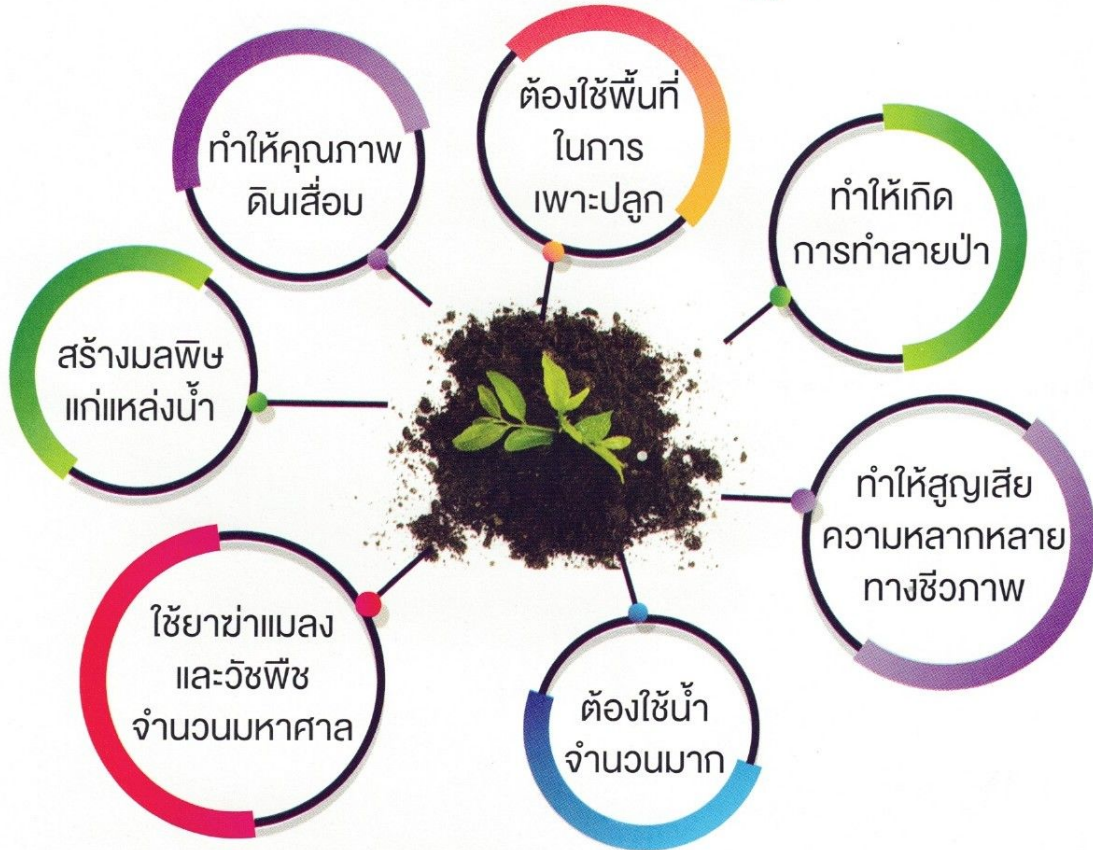 ต้องใช้พื้นที่
ในการ
เพาะปลูก
ทำให้เกิด
การทำลายป่า
ทำให้สูญเสีย
ความหลากหลาย
ทางชีวภาพ
ต้องใช้น้ำ
จำนวนมาก
ใช้ยาฆ่าแมลง
และวัชพืช
จำนวนมหาศาล
สร้างมลพิษ
แก่แหล่งน้ำ
ทำให้คุณภาพ
ดินเสื่อม